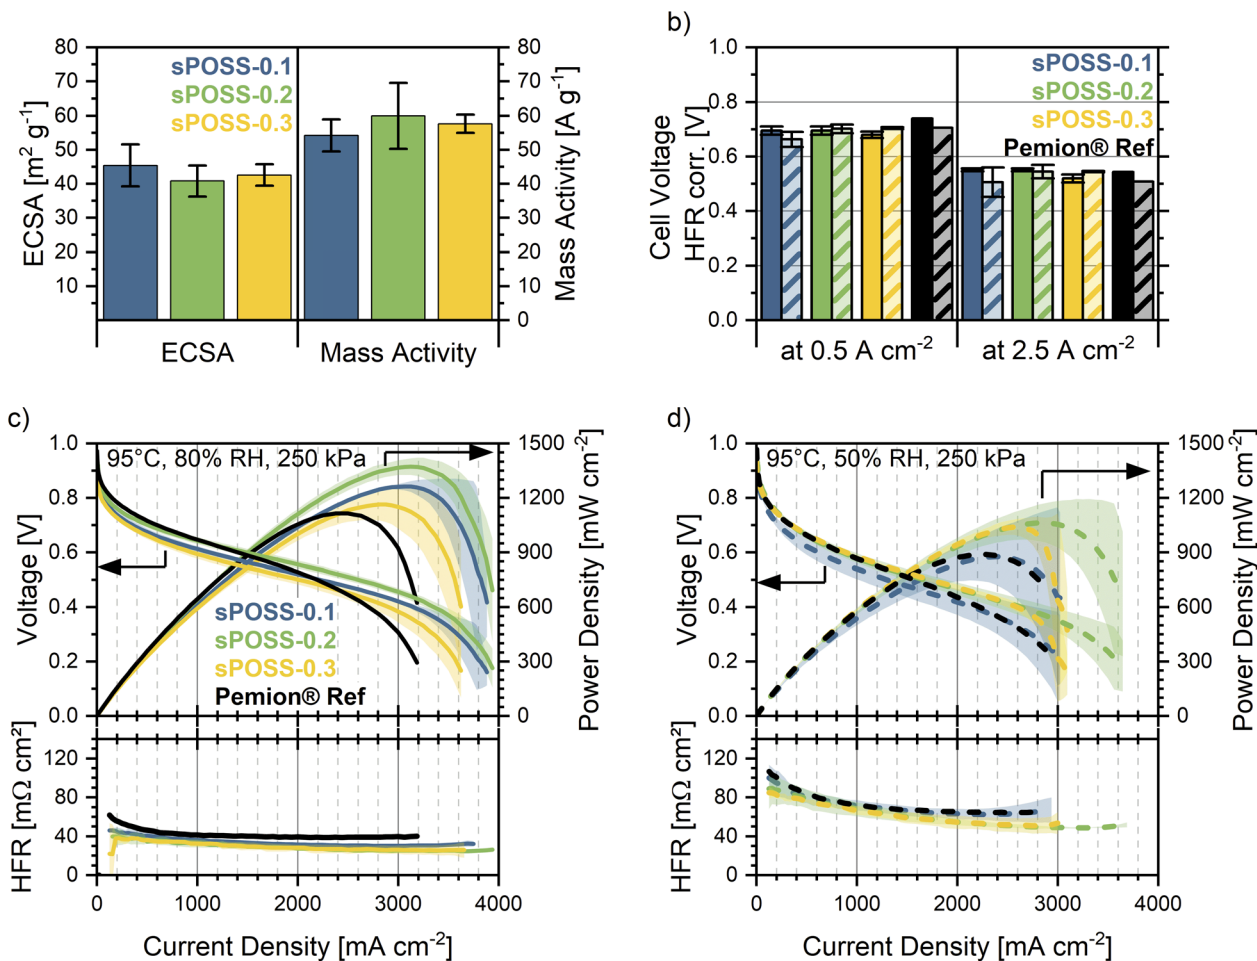 b)
80
70
60
50
40
30
20
10
0
ECSA [m² g⁻¹]
sPOSS-0.1
sPOSS-0.2
sPOSS-0.3
80
70
60
50
40
30
20
10
0
Mass Activity [A g⁻¹]
ECSA
Mass Activity
1.0
0.8
0.6
0.4
0.2
0.0
Cell Voltage
HFR corr. [V]
sPOSS-0.1
sPOSS-0.2
sPOSS-0.3
Pemion® Ref
at 0.5 A cm⁻²
at 2.5 A cm⁻²
c)
95°C, 80% RH, 250 kPa
1.0
0.8
0.6
0.4
0.2
0.0
Voltage [V]
sPOSS-0.1
sPOSS-0.2
sPOSS-0.3
Pemion® Ref
1500
1200
900
600
300
0
Power Density [mW cm⁻²]
120
80
40
0
HFR [mΩ cm²]
0
1000
2000
3000
4000
Current Density [mA cm⁻²]
d)
95°C, 50% RH, 250 kPa
1.0
0.8
0.6
0.4
0.2
0.0
Voltage [V]
1500
1200
900
600
300
0
Power Density [mW cm⁻²]
120
80
40
0
HFR [mΩ cm²]
0
1000
2000
3000
4000
Current Density [mA cm⁻²]